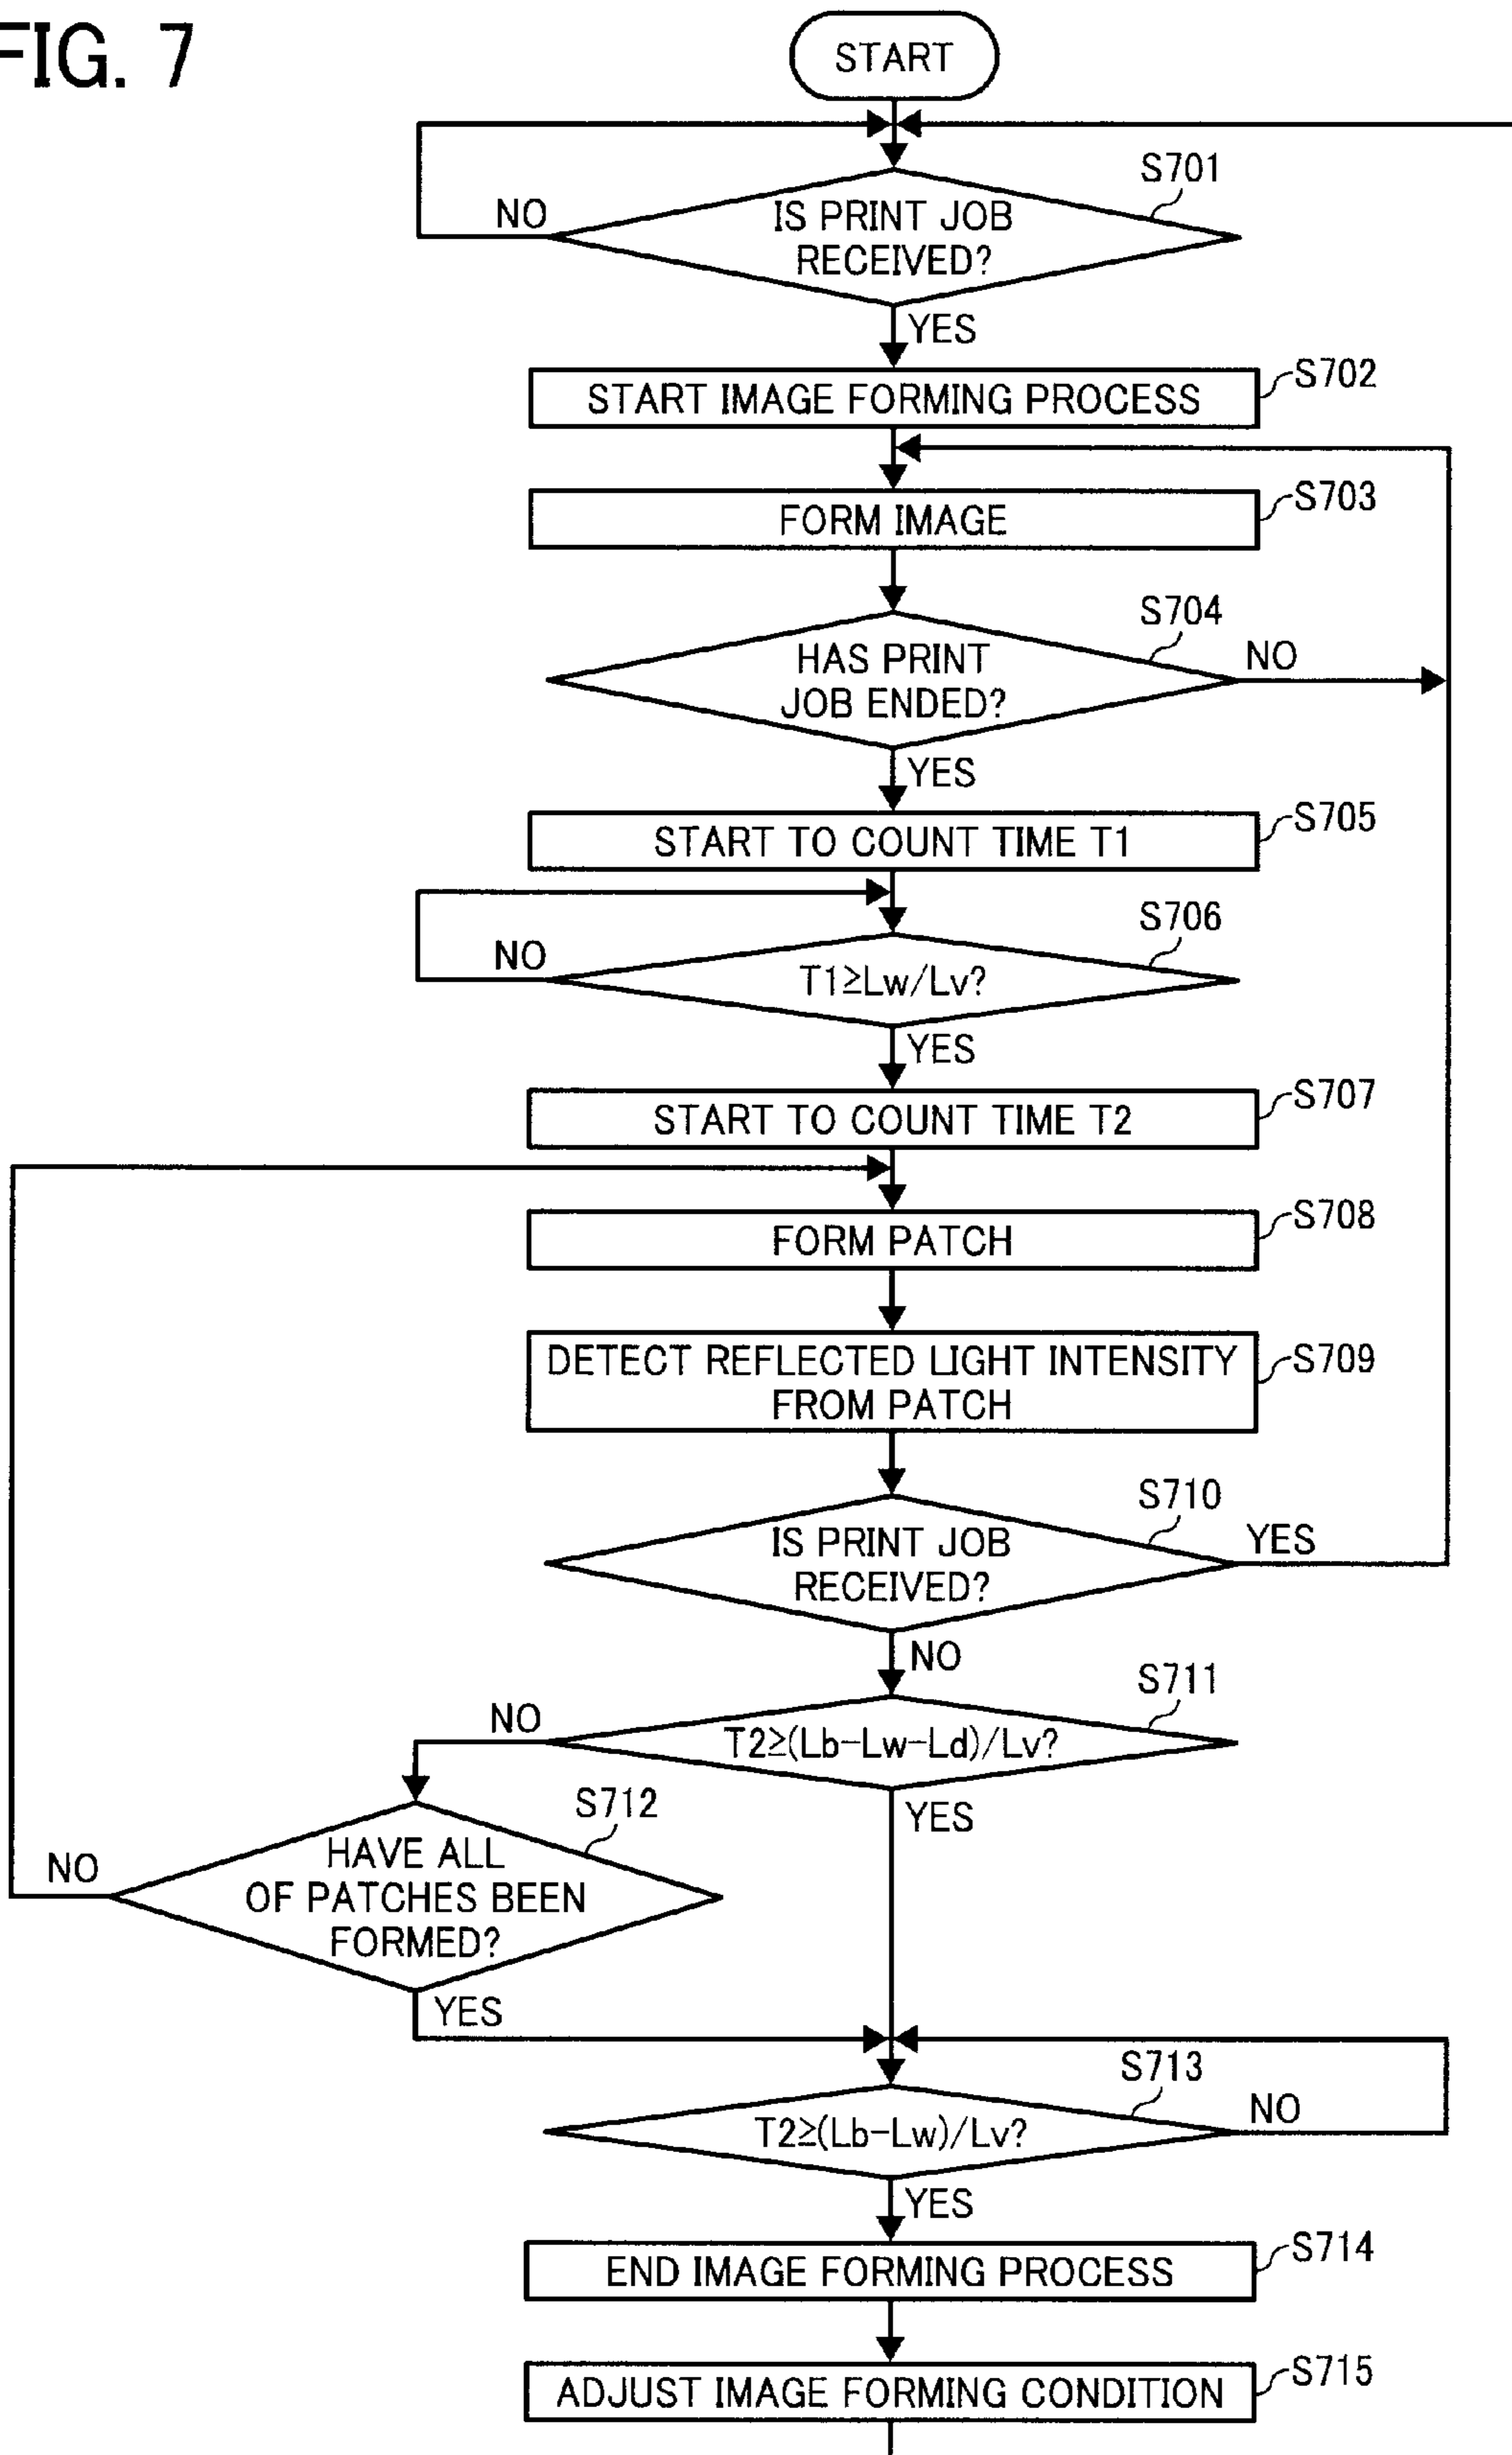 FIG. 7
START
S701
NO
IS PRINT JOB
RECEIVED?
YES
S702
START IMAGE FORMING PROCESS
S703
FORM IMAGE
S704
HAS PRINT
JOB ENDED?
NO
YES
S705
START TO COUNT TIME T1
S706
NO
T1≥Lw/Lv?
YES
S707
START TO COUNT TIME T2
S708
FORM PATCH
S709
DETECT REFLECTED LIGHT INTENSITY
FROM PATCH
S710
IS PRINT JOB
RECEIVED?
YES
NO
S711
NO
T2≥(Lb-Lw-Ld)/Lv?
YES
S712
HAVE ALL
OF PATCHES BEEN
FORMED?
NO
YES
S713
T2≥(Lb-Lw)/Lv?
NO
YES
S714
END IMAGE FORMING PROCESS
S715
ADJUST IMAGE FORMING CONDITION